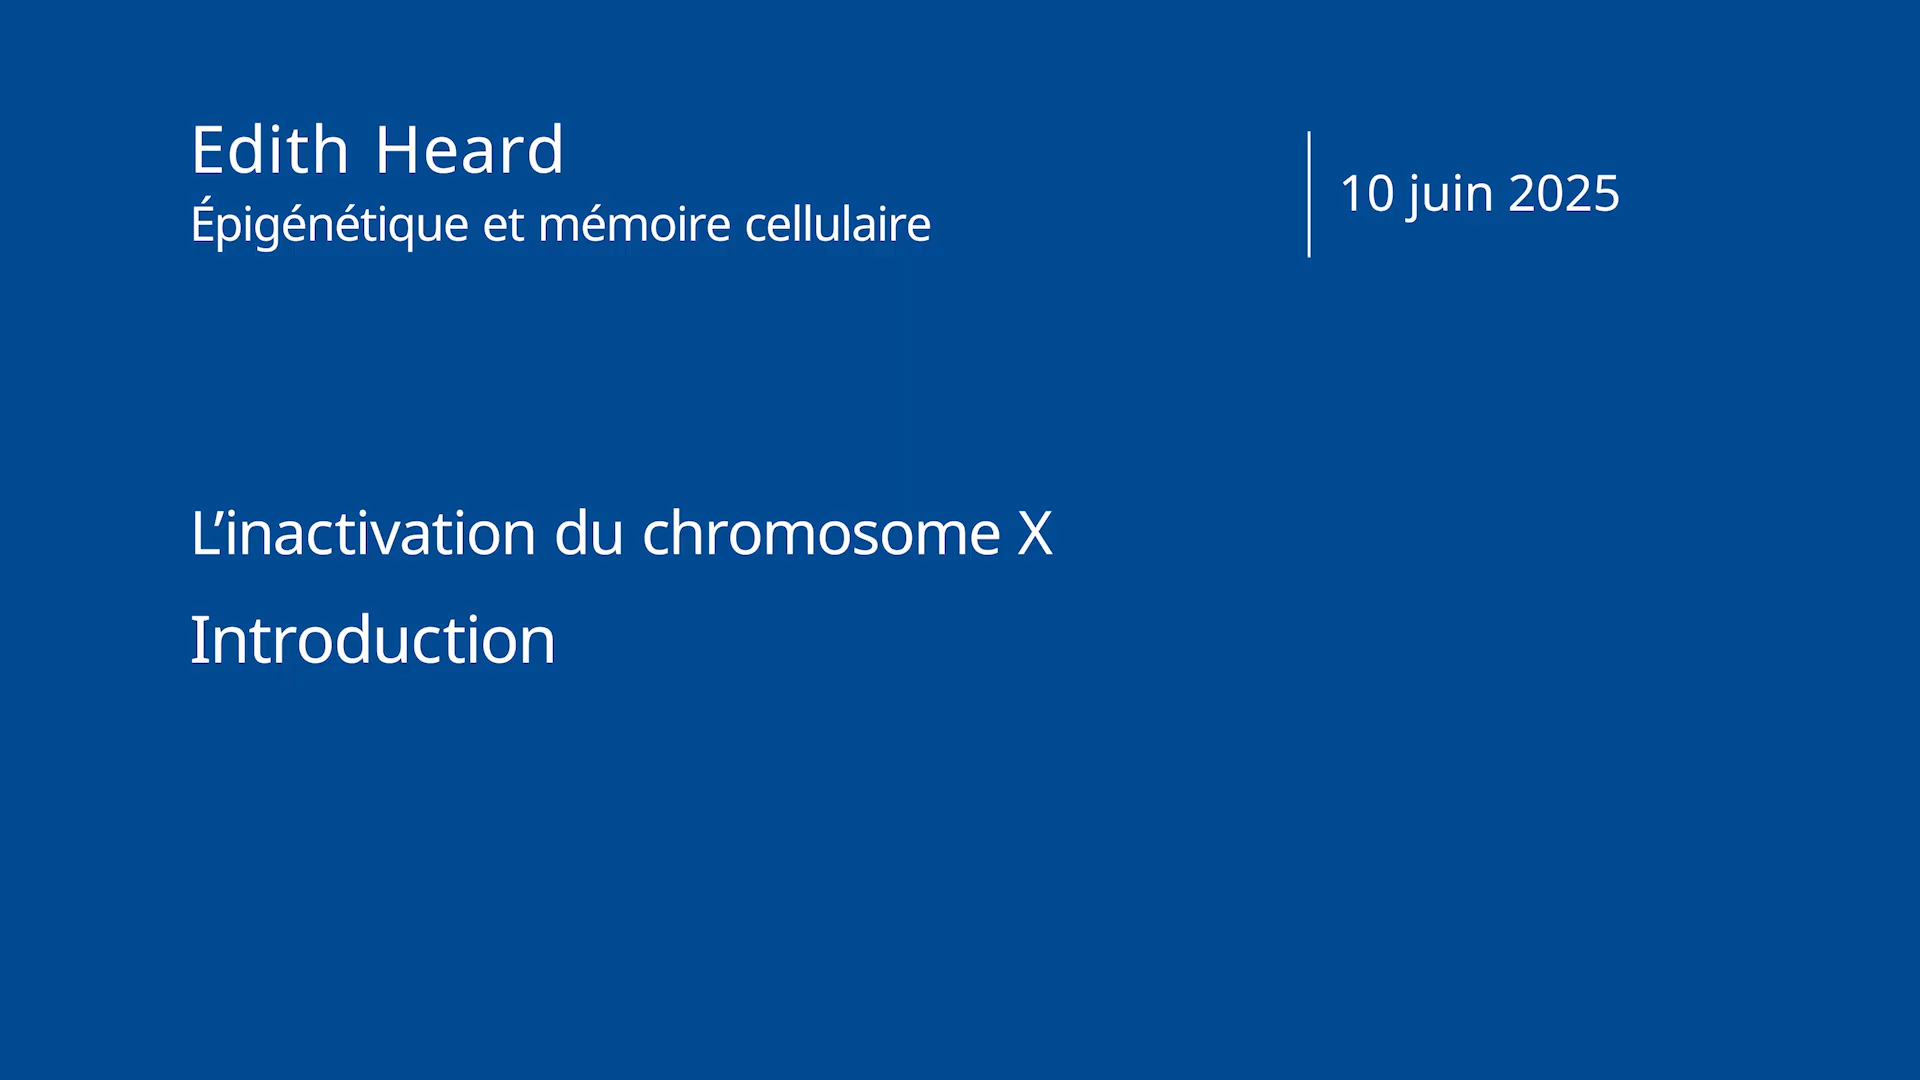 Edith Heard
Épigénétique et mémoire cellulaire
10 juin 2025
L’inactivation du chromosome X
Introduction